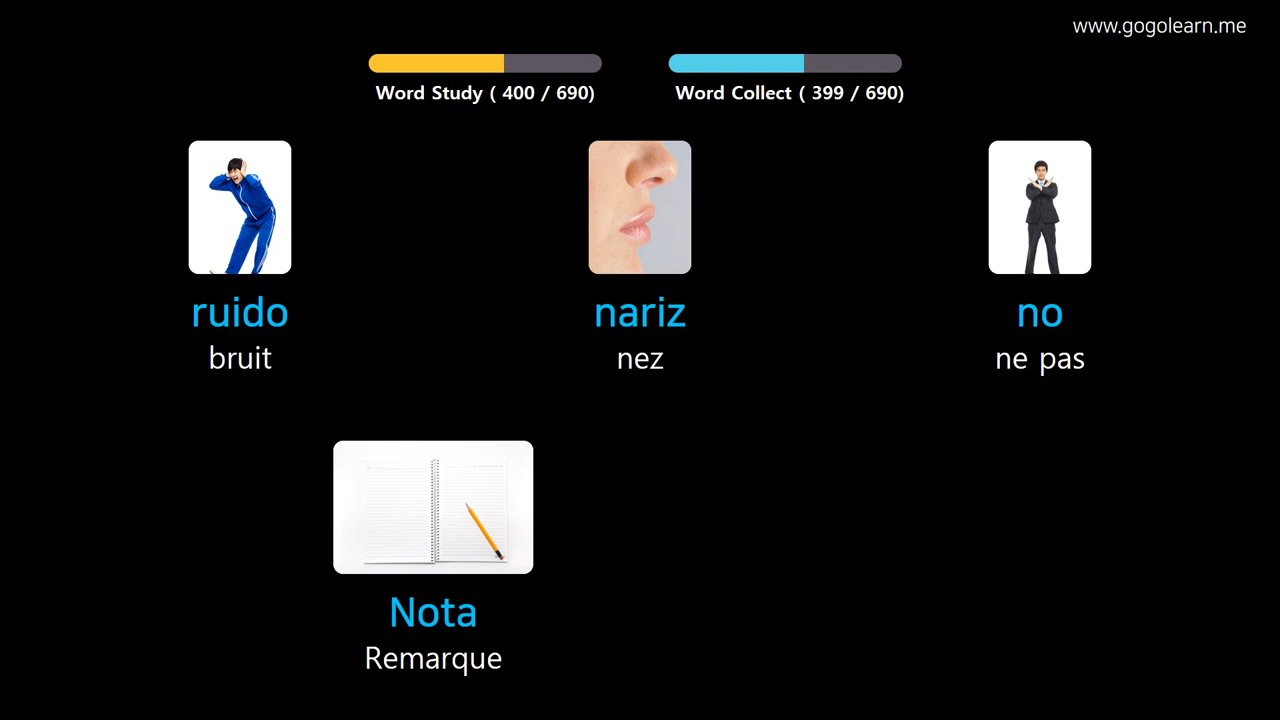 www.gogolearn.me
Word Study ( 400 / 690)
Word Collect ( 399 / 690)
ruido
bruit
nariz
nez
no
ne pas
Nota
Remarque